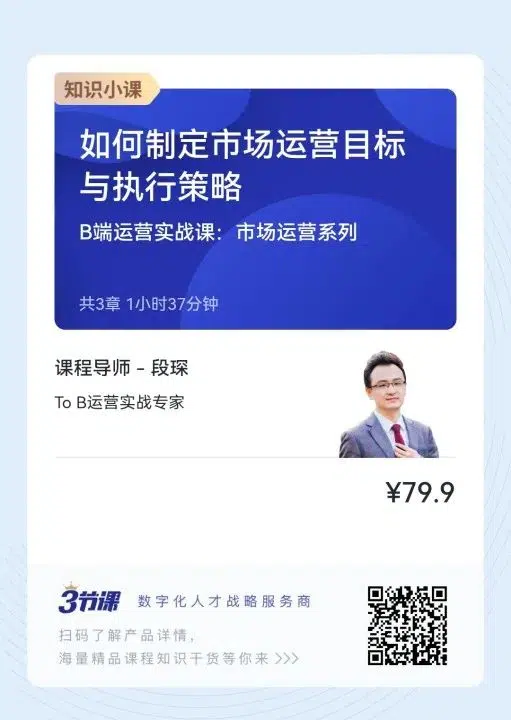 知识小课
如何制定市场运营目标
与执行策略
B端运营实战课：市场运营系列
共3章 1小时37分钟
课程导师 - 段琛
To B运营实战专家
¥79.9
3节课 数字化人才战略服务商
扫码了解产品详情，
海量精品课程知识干货等你来 >>>